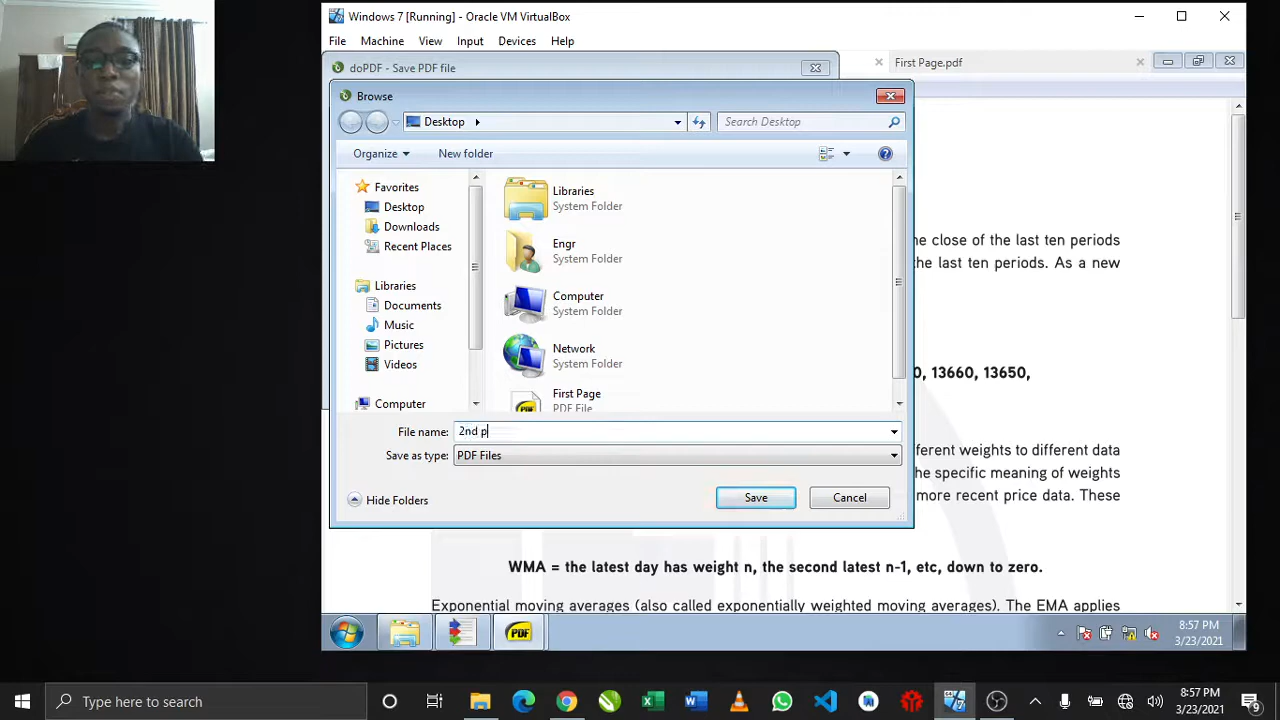 Windows 7 [Running] - Oracle VM VirtualBox
File Machine View Input Devices Help
doPDF - Save PDF file
First Page.pdf
Browse
Desktop
Search Desktop
Organize
New folder
Favorites
Desktop
Downloads
Recent Places
Libraries
Documents
Music
Pictures
Videos
Computer
Libraries
System Folder
Engr
System Folder
Computer
System Folder
Network
System Folder
First Page
PDF File
File name: 2nd p
Save as type: PDF Files
Hide Folders
Save
Cancel
close of the last ten periods
the last ten periods. As a new
0, 13660, 13650,
weights to different data
specific meaning of weights
more recent price data. These
WMA = the latest day has weight n, the second latest n-1, etc, down to zero.
Exponential moving averages (also called exponentially weighted moving averages). The EMA applies
PDF
8:57 PM
3/23/2021
Type here to search
8:57 PM
3/23/2021
9